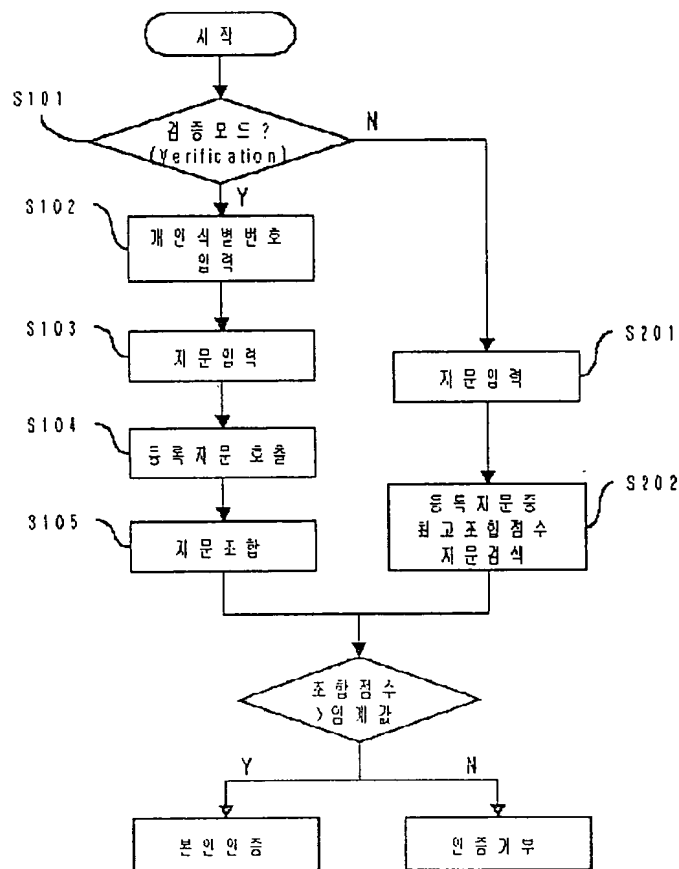 시작
S101
검증모드?
(Verification)
N
Y
S102
개인식별번호
입력
S103
지문입력
S201
지문입력
S104
등록지문호출
S202
등록지문중
최고조합점수
지문검색
S105
지문조합
조합점수
>임계값
Y
N
본인인증
인증거부